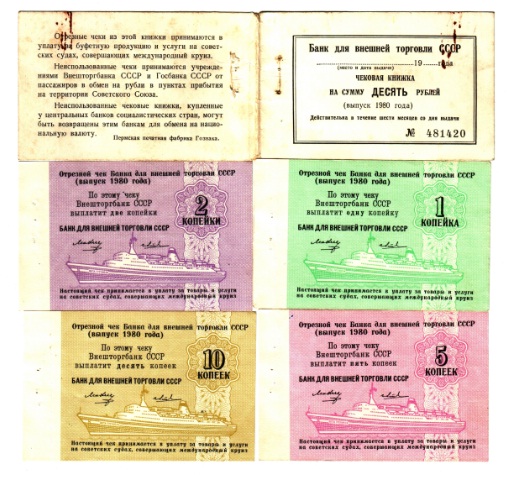 Отрезные чеки из этой книжки принимаются в
уплату за буфетную продукцию и услуги на совет-
ских судах, совершающих международный круиз.
Неиспользованные чеки принимаются учрежде-
ниями Внешторгбанка СССР и Госбанка СССР от
пассажиров в обмен на рубли в пунктах прибытия
на территории Советского Союза.
Неиспользованные чековые книжки, купленные
у центральных банков социалистических стран, могут
быть возвращены этим банкам для обмена на нацио-
нальную валюту.
Пермская печатная фабрика Гознака.
Банк для внешней торговли СССР
19 года
(место и дата выдачи)
ЧЕКОВАЯ КНИЖКА
НА СУММУ ДЕСЯТЬ РУБЛЕЙ
(выпуск 1980 года)
Действительна в течение шести месяцев со дня выдачи
№ 481420
Отрезной чек Банка для внешней торговли СССР
(выпуск 1980 года)
По этому чеку
Внешторгбанк СССР
выплатит две копейки
2
КОПЕЙКИ
БАНК ДЛЯ ВНЕШНЕЙ ТОРГОВЛИ СССР
Настоящий чек принимается в уплату за товары и услуги
на советских судах, совершающих международный круиз
Отрезной чек Банка для внешней торговли СССР
(выпуск 1980 года)
По этому чеку
Внешторгбанк СССР
выплатит одну копейку
1
КОПЕЙКА
БАНК ДЛЯ ВНЕШНЕЙ ТОРГОВЛИ СССР
Настоящий чек принимается в уплату за товары и услуги
на советских судах, совершающих международный круиз
Отрезной чек Банка для внешней торговли СССР
(выпуск 1980 года)
По этому чеку
Внешторгбанк СССР
выплатит десять копеек
10
КОПЕЕК
БАНК ДЛЯ ВНЕШНЕЙ ТОРГОВЛИ СССР
Настоящий чек принимается в уплату за товары и услуги
на советских судах, совершающих международный круиз
Отрезной чек Банка для внешней торговли СССР
(выпуск 1980 года)
По этому чеку
Внешторгбанк СССР
выплатит пять копеек
5
КОПЕЕК
БАНК ДЛЯ ВНЕШНЕЙ ТОРГОВЛИ СССР
Настоящий чек принимается в уплату за товары и услуги
на советских судах, совершающих международный круиз